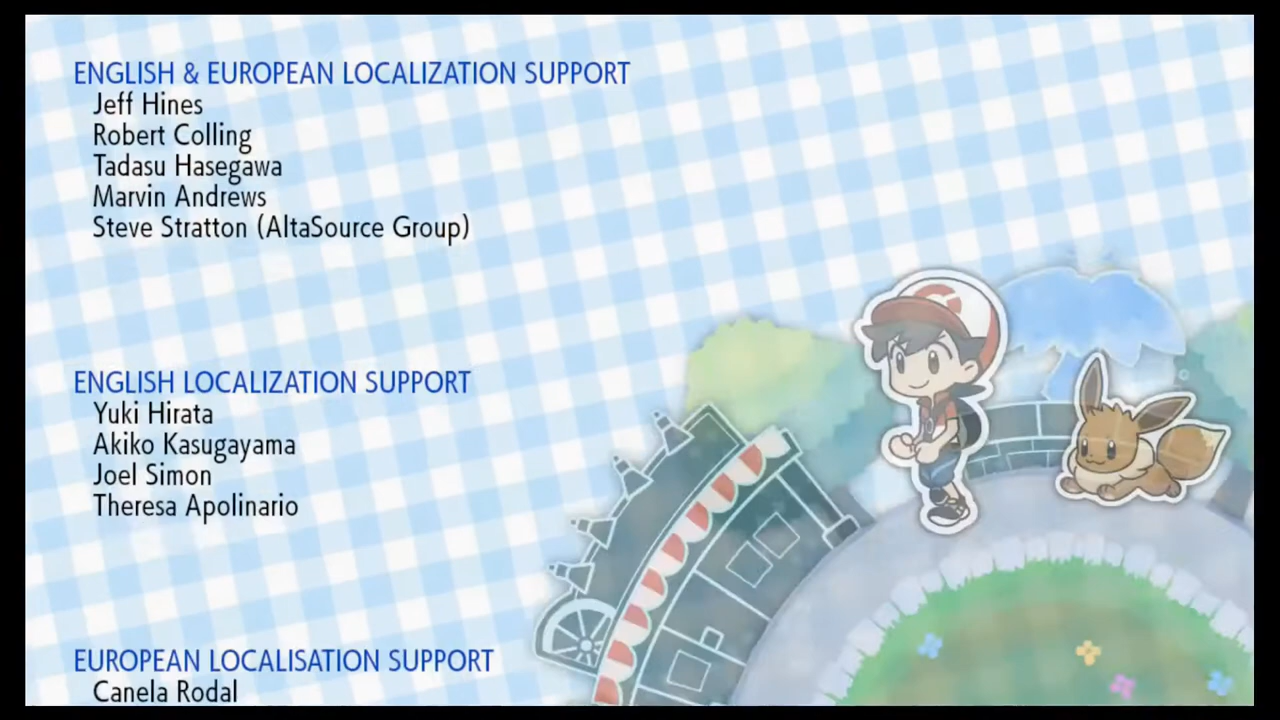 ENGLISH & EUROPEAN LOCALIZATION SUPPORT
Jeff Hines
Robert Colling
Tadasu Hasegawa
Marvin Andrews
Steve Stratton (AltaSource Group)
ENGLISH LOCALIZATION SUPPORT
Yuki Hirata
Akiko Kasugayama
Joel Simon
Theresa Apolinario
EUROPEAN LOCALISATION SUPPORT
Canela Rodal